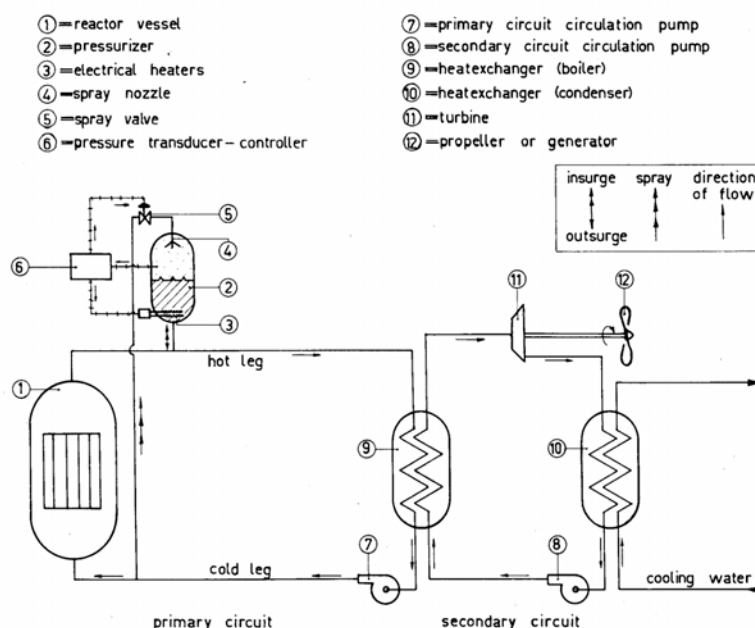 ① = reactor vessel
② = pressurizer
③ = electrical heaters
④ = spray nozzle
⑤ = spray valve
⑥ = pressure transducer - controller
⑦ = primary circuit circulation pump
⑧ = secondary circuit circulation pump
⑨ = heatexchanger (boiler)
⑩ = heatexchanger (condenser)
⑪ = turbine
⑫ = propeller or generator
insurge spray direction
of flow
outsurge
⑤
④
⑥
②
③
⑪
⑫
hot leg
①
⑨
⑩
⑦
⑧
cold leg
cooling water
primary circuit
secondary circuit